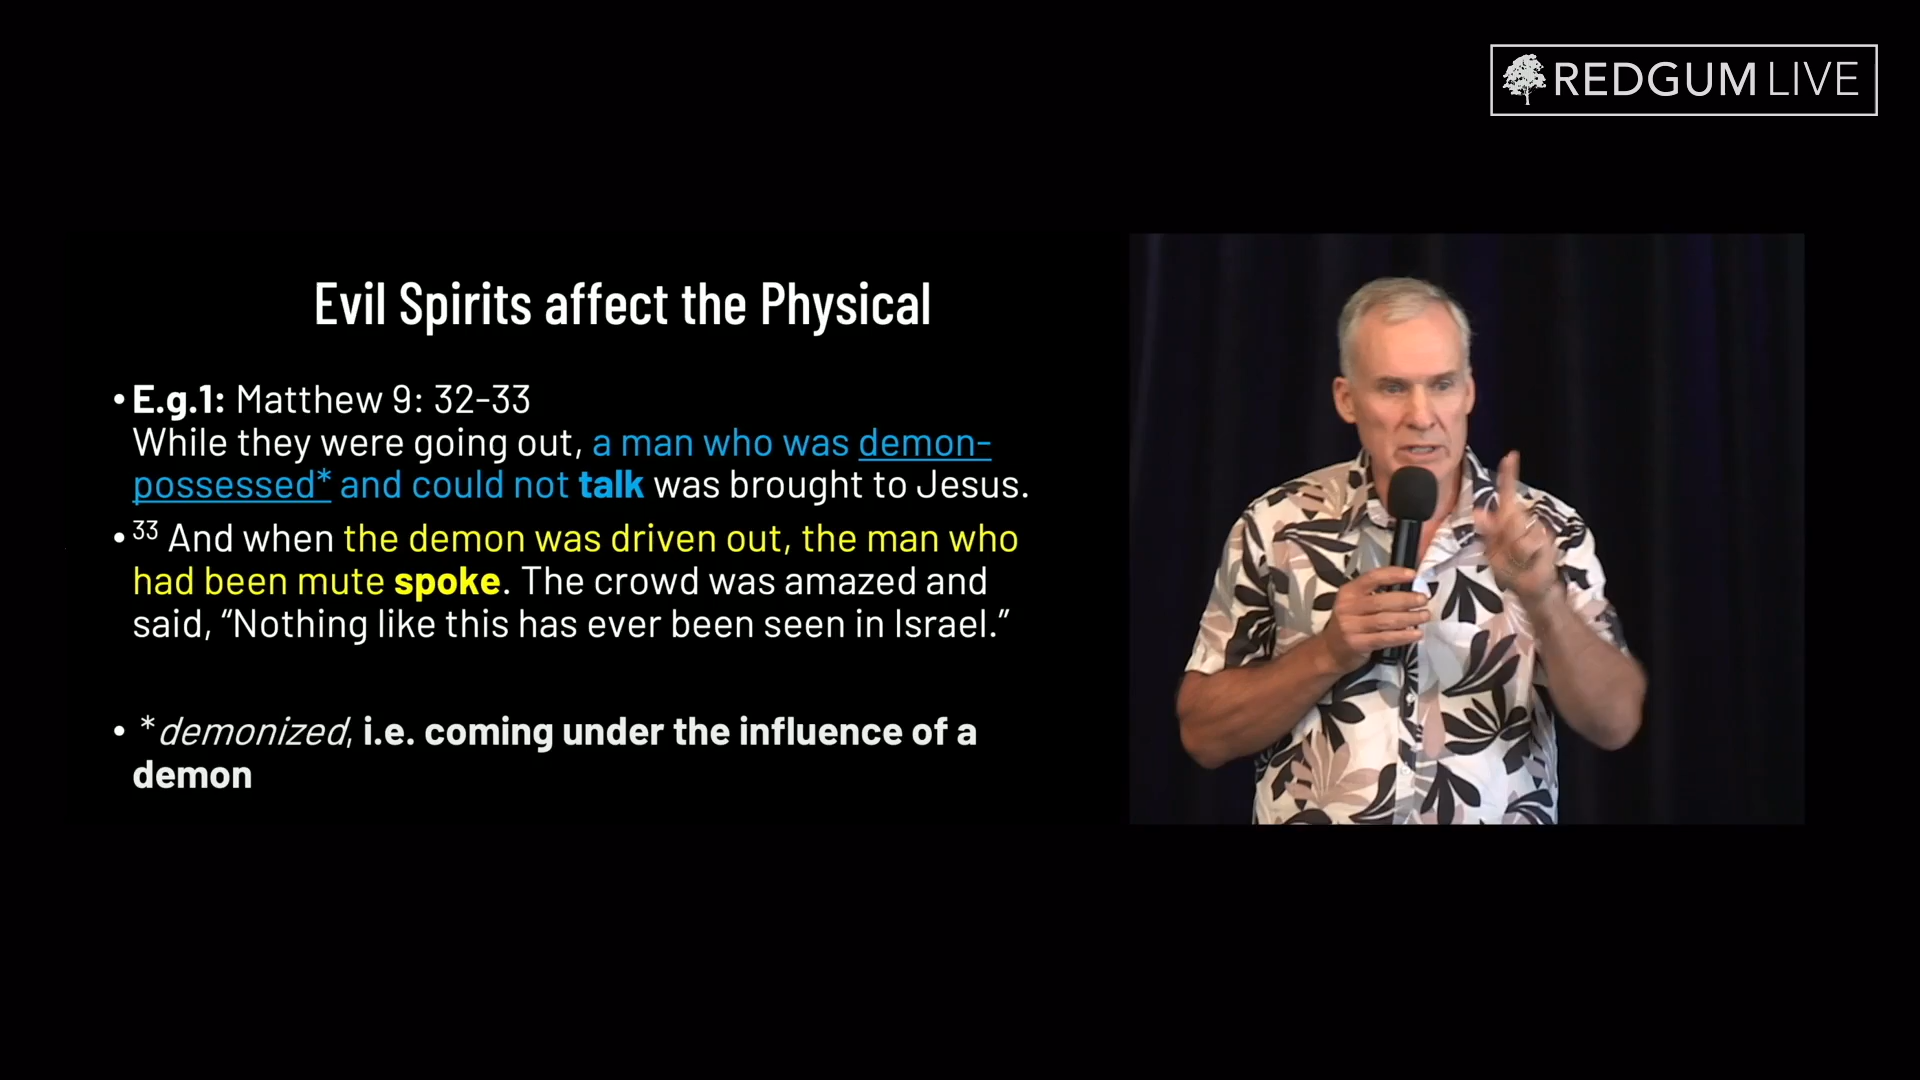 REDGUM LIVE
Evil Spirits affect the Physical
• E.g.1: Matthew 9: 32-33
While they were going out, a man who was demon-
possessed* and could not talk was brought to Jesus.
• 33 And when the demon was driven out, the man who
had been mute spoke. The crowd was amazed and
said, “Nothing like this has ever been seen in Israel.”
• *demonized, i.e. coming under the influence of a
demon